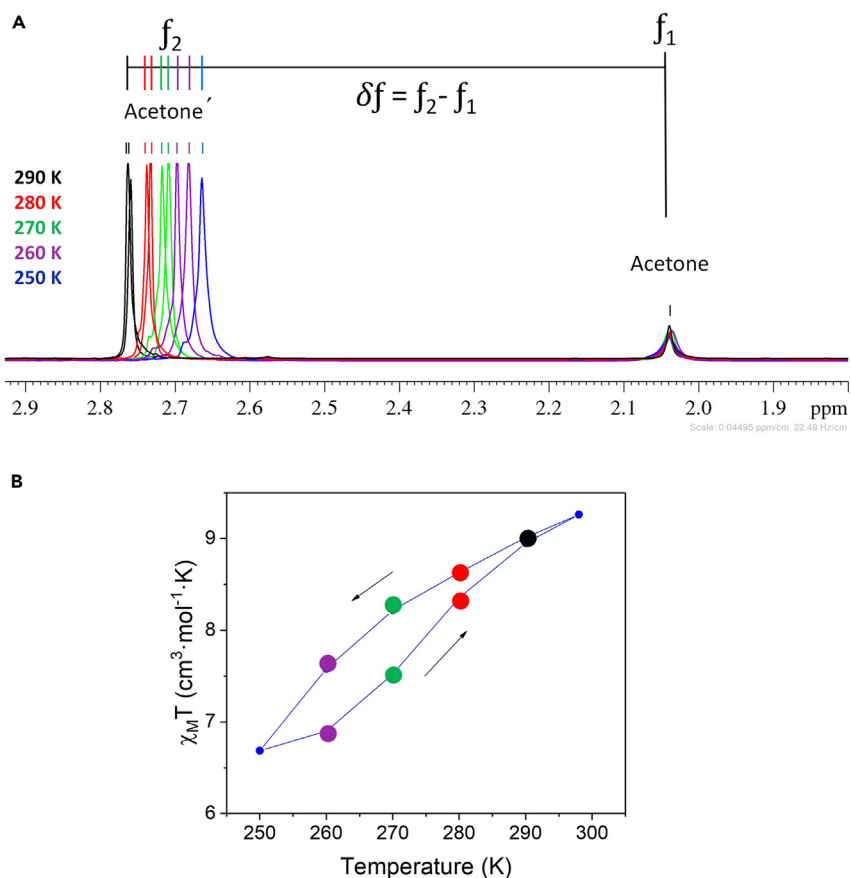 A
f₂
f₁
δf = f₂- f₁
Acetone´
290 K
280 K
270 K
260 K
250 K
Acetone
2.9 2.8 2.7 2.6 2.5 2.4 2.3 2.2 2.1 2.0 1.9 ppm
Scale: 0.04495 ppm/cm, 22.48 Hz/cm
B
9
8
7
6
χMT (cm³·mol⁻¹·K)
250 260 270 280 290 300
Temperature (K)